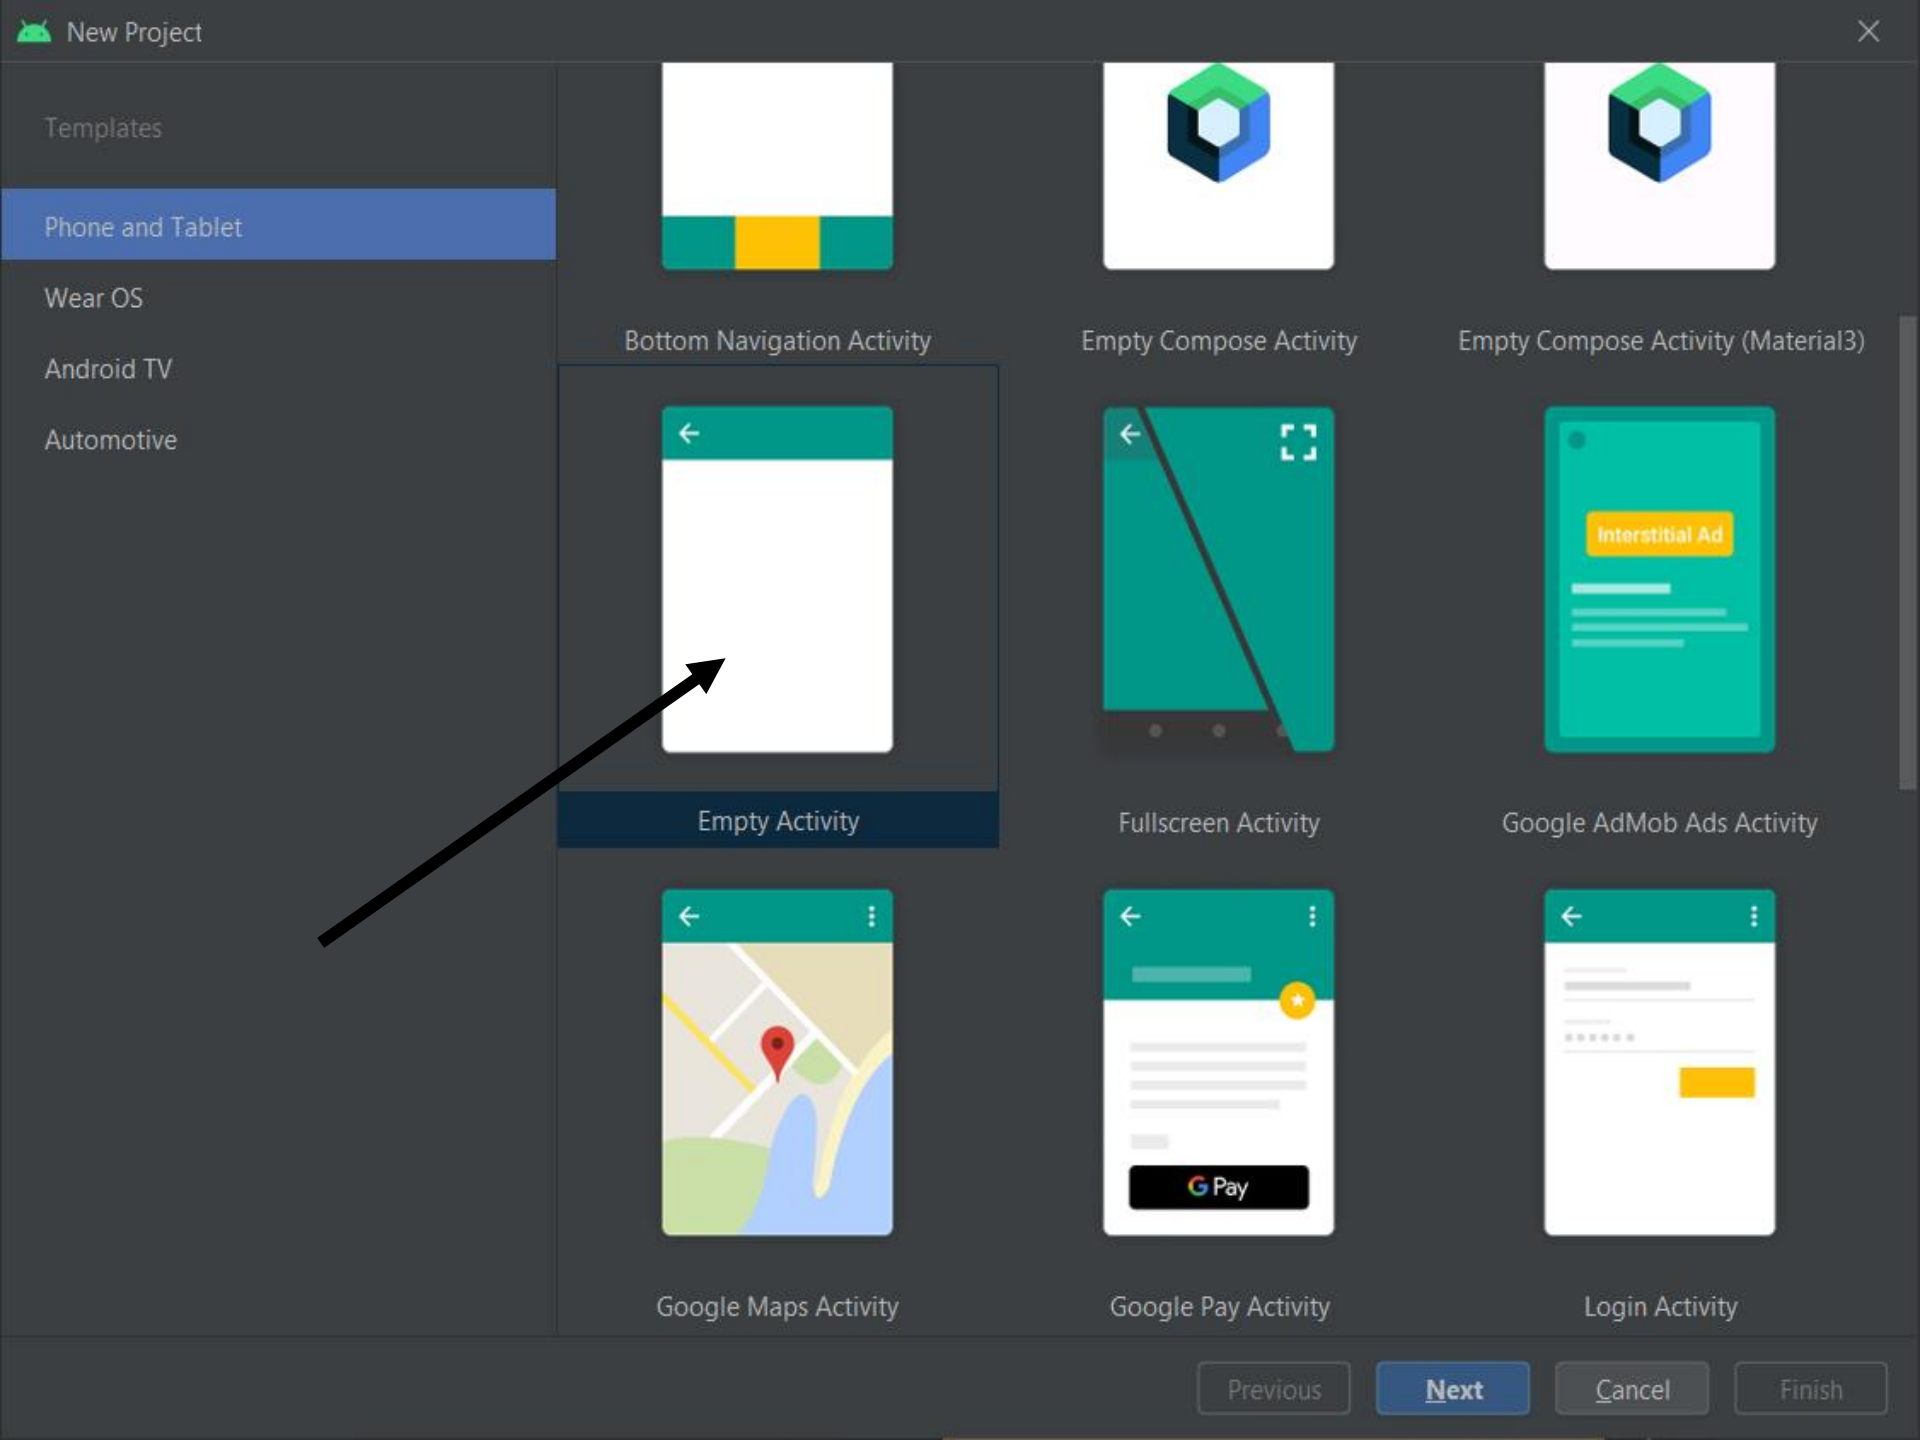 New Project
Templates
Phone and Tablet
Wear OS
Android TV
Automotive
Bottom Navigation Activity
Empty Compose Activity
Empty Compose Activity (Material3)
Interstitial Ad
Empty Activity
Fullscreen Activity
Google AdMob Ads Activity
G Pay
Google Maps Activity
Google Pay Activity
Login Activity
Previous
Next
Cancel
Finish